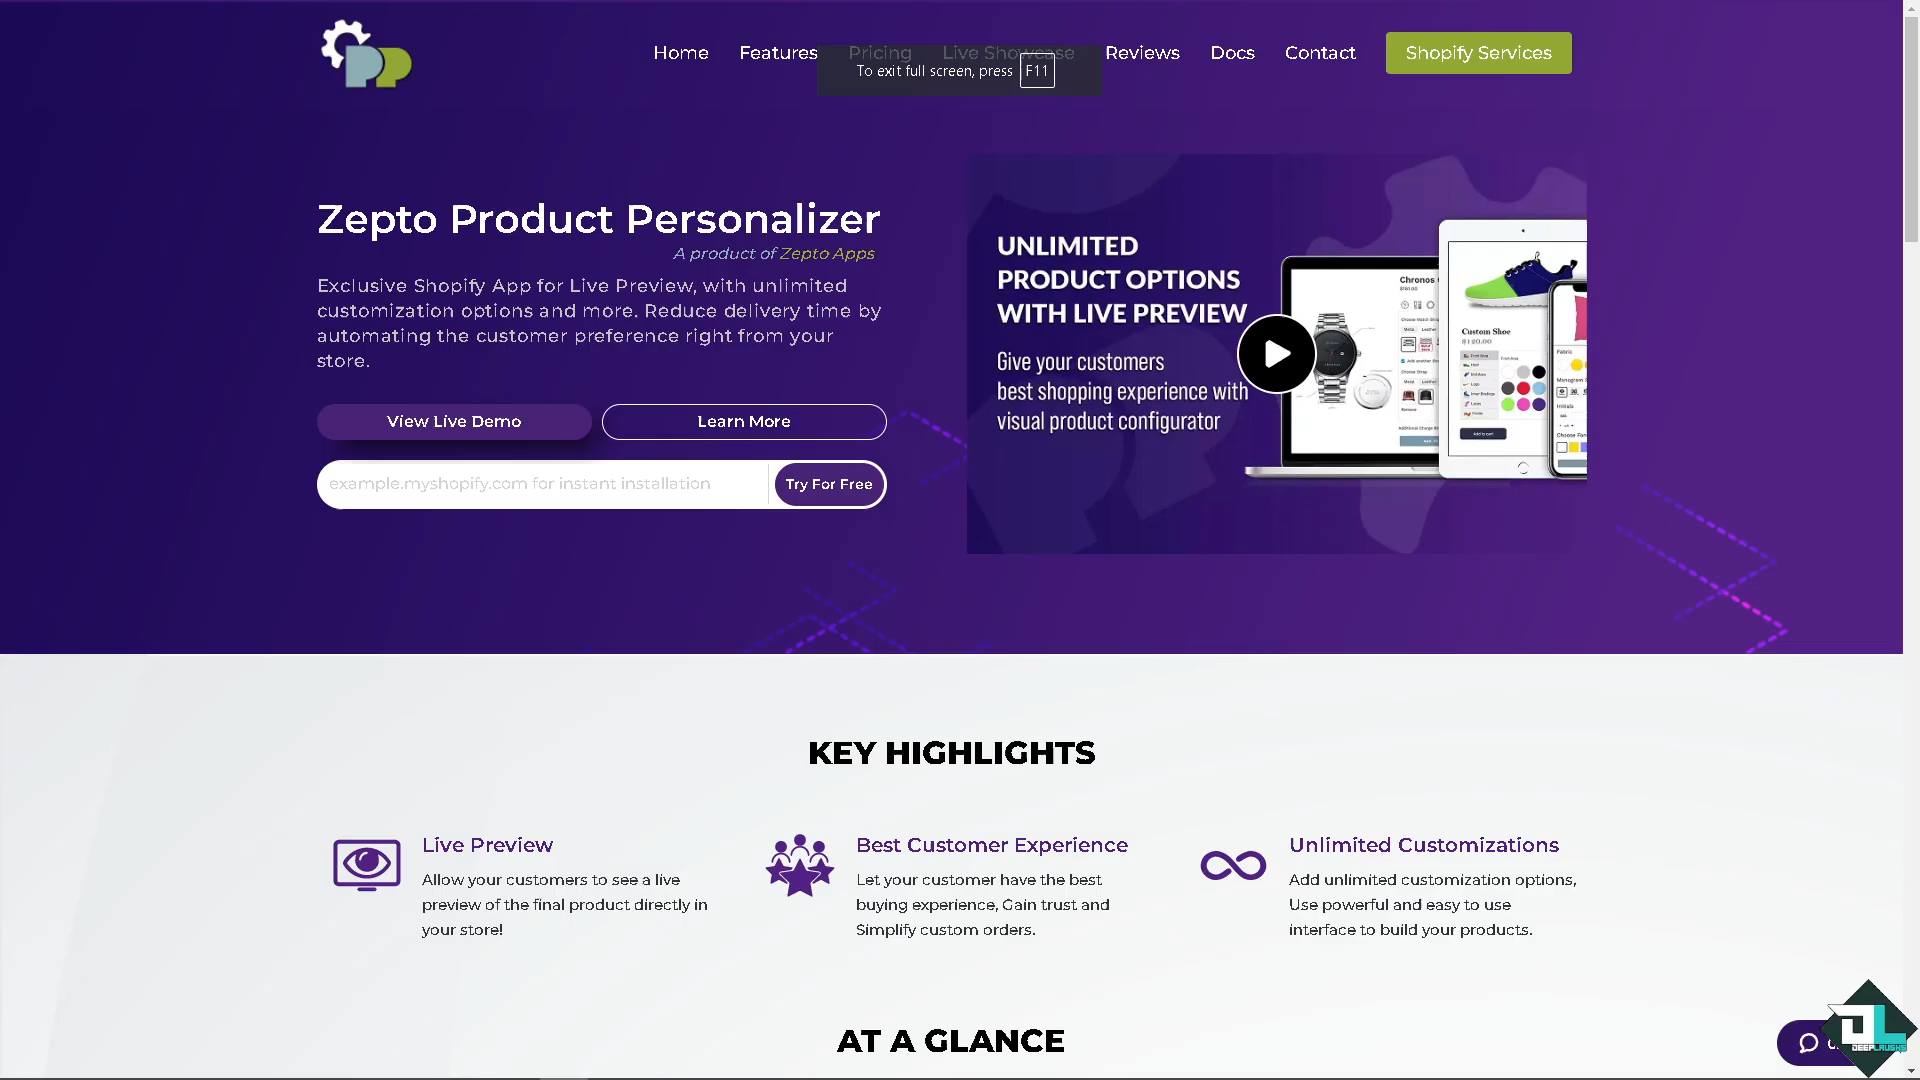 Home
Features
Pricing
Live Showcase
Reviews
Docs
Contact
Shopify Services
To exit full screen, press F11
Zepto Product Personalizer
A product of Zepto Apps
Exclusive Shopify App for Live Preview, with unlimited
customization options and more. Reduce delivery time by
automating the customer preference right from your
store.
View Live Demo
Learn More
example.myshopify.com for instant installation
Try For Free
UNLIMITED
PRODUCT OPTIONS
WITH LIVE PREVIEW
Give your customers
best shopping experience with
visual product configurator
Custom Shoe
$120.00
KEY HIGHLIGHTS
Live Preview
Allow your customers to see a live
preview of the final product directly in
your store!
Best Customer Experience
Let your customer have the best
buying experience, Gain trust and
Simplify custom orders.
Unlimited Customizations
Add unlimited customization options,
Use powerful and easy to use
interface to build your products.
AT A GLANCE
JL
DEEPLAUGHS